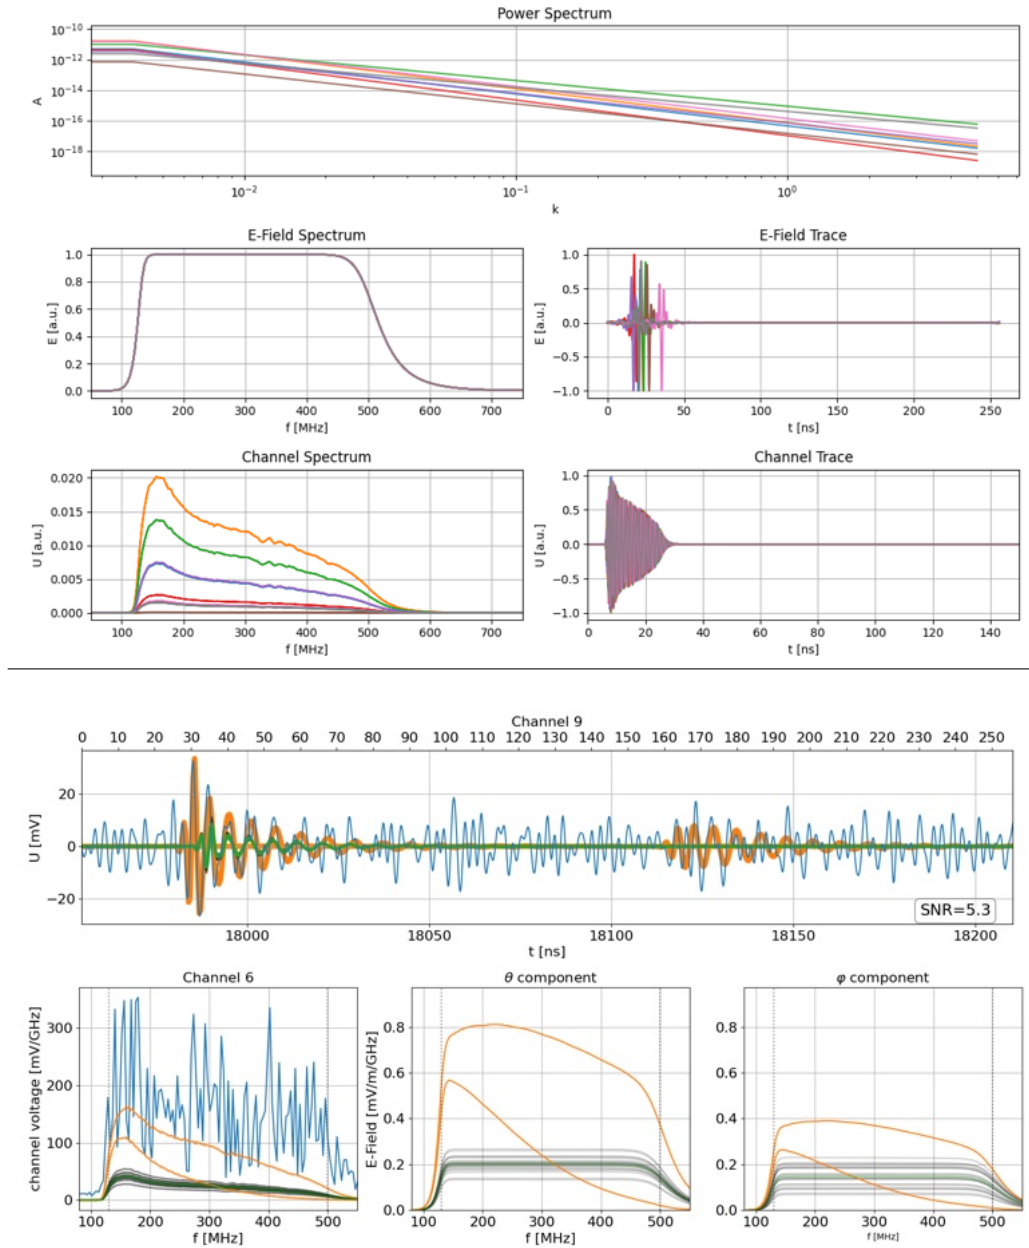 Power Spectrum
10⁻¹⁰
10⁻¹²
10⁻¹⁴
10⁻¹⁶
10⁻¹⁸
A
10⁻² 10⁻¹ 10⁰
k
E-Field Spectrum
1.0
0.8
0.6
0.4
0.2
0.0
E [a.u.]
100 200 300 400 500 600 700
f [MHz]
E-Field Trace
1.0
0.5
0.0
−0.5
−1.0
E [a.u.]
0 50 100 150 200 250
t [ns]
Channel Spectrum
0.020
0.015
0.010
0.005
0.000
U [a.u.]
100 200 300 400 500 600 700
f [MHz]
Channel Trace
1.0
0.5
0.0
−0.5
−1.0
U [a.u.]
0 20 40 60 80 100 120 140
t [ns]
Channel 9
0 10 20 30 40 50 60 70 80 90 100 110 120 130 140 150 160 170 180 190 200 210 220 230 240 250
20
0
−20
U [mV]
SNR=5.3
18000 18050 18100 18150 18200
t [ns]
Channel 6
300
200
100
0
channel voltage [mV/GHz]
100 200 300 400 500
f [MHz]
θ component
0.8
0.6
0.4
0.2
0.0
E-Field [mV/m/GHz]
100 200 300 400 500
f [MHz]
φ component
0.8
0.6
0.4
0.2
0.0
100 200 300 400 500
f [MHz]